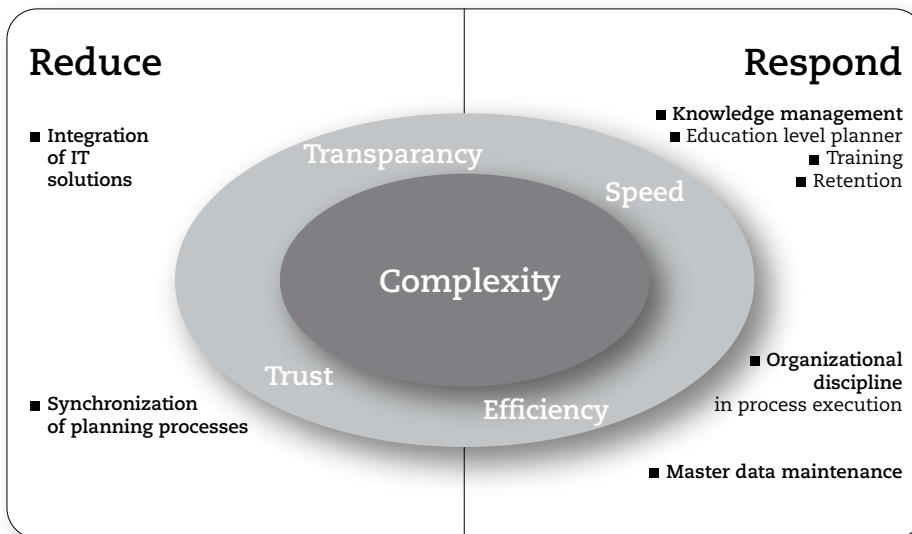 Reduce
■ Integration
of IT
solutions
■ Synchronization
of planning processes
Transparancy
Speed
Complexity
Trust
Efficiency
Respond
■ Knowledge management
■ Education level planner
■ Training
■ Retention
■ Organizational
discipline
in process execution
■ Master data maintenance